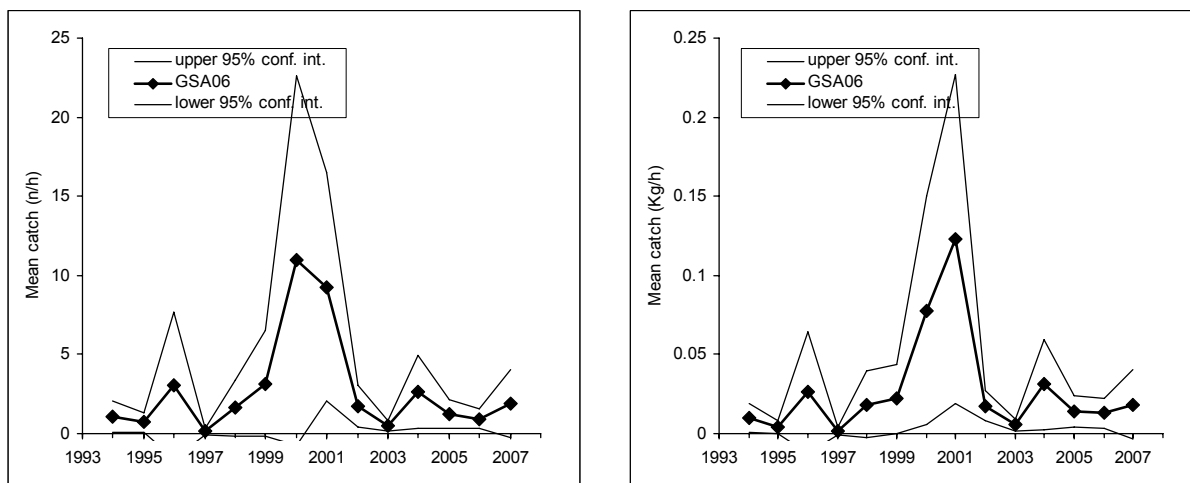 25
20
15
10
5
0
Mean catch (n/h)
upper 95% conf. int.
GSA06
lower 95% conf. int.
1993 1995 1997 1999 2001 2003 2005 2007
0.25
0.2
0.15
0.1
0.05
0
Mean catch (Kg/h)
upper 95% conf. int.
GSA06
lower 95% conf. int.
1993 1995 1997 1999 2001 2003 2005 2007